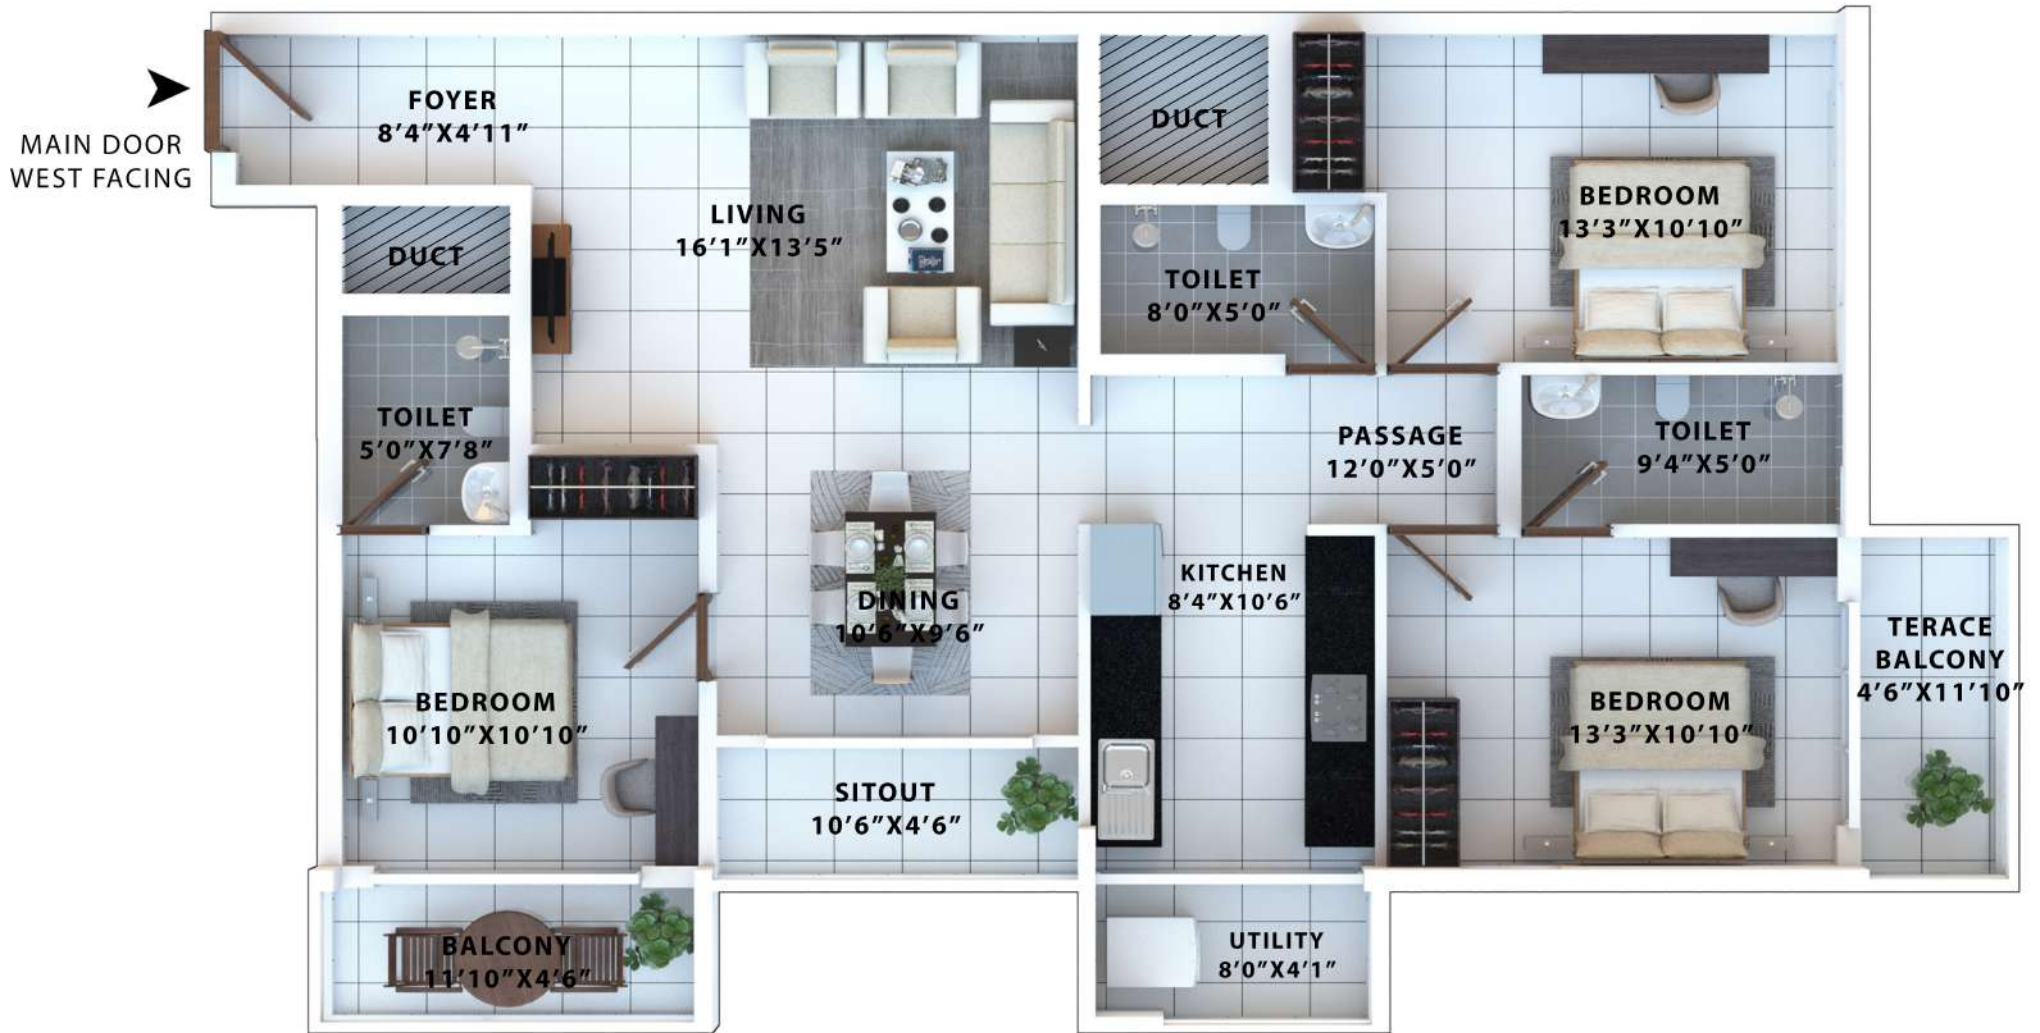 MAIN DOOR
WEST FACING
FOYER
8'4"X4'11"
LIVING
16'1"X13'5"
DUCT
BEDROOM
13'3"X10'10"
DUCT
TOILET
8'0"X5'0"
TOILET
5'0"X7'8"
PASSAGE
12'0"X5'0"
TOILET
9'4"X5'0"
DINING
10'6"X9'6"
KITCHEN
8'4"X10'6"
TERACE
BALCONY
4'6"X11'10"
BEDROOM
10'10"X10'10"
BEDROOM
13'3"X10'10"
SITOUT
10'6"X4'6"
BALCONY
11'10"X4'6"
UTILITY
8'0"X4'1"